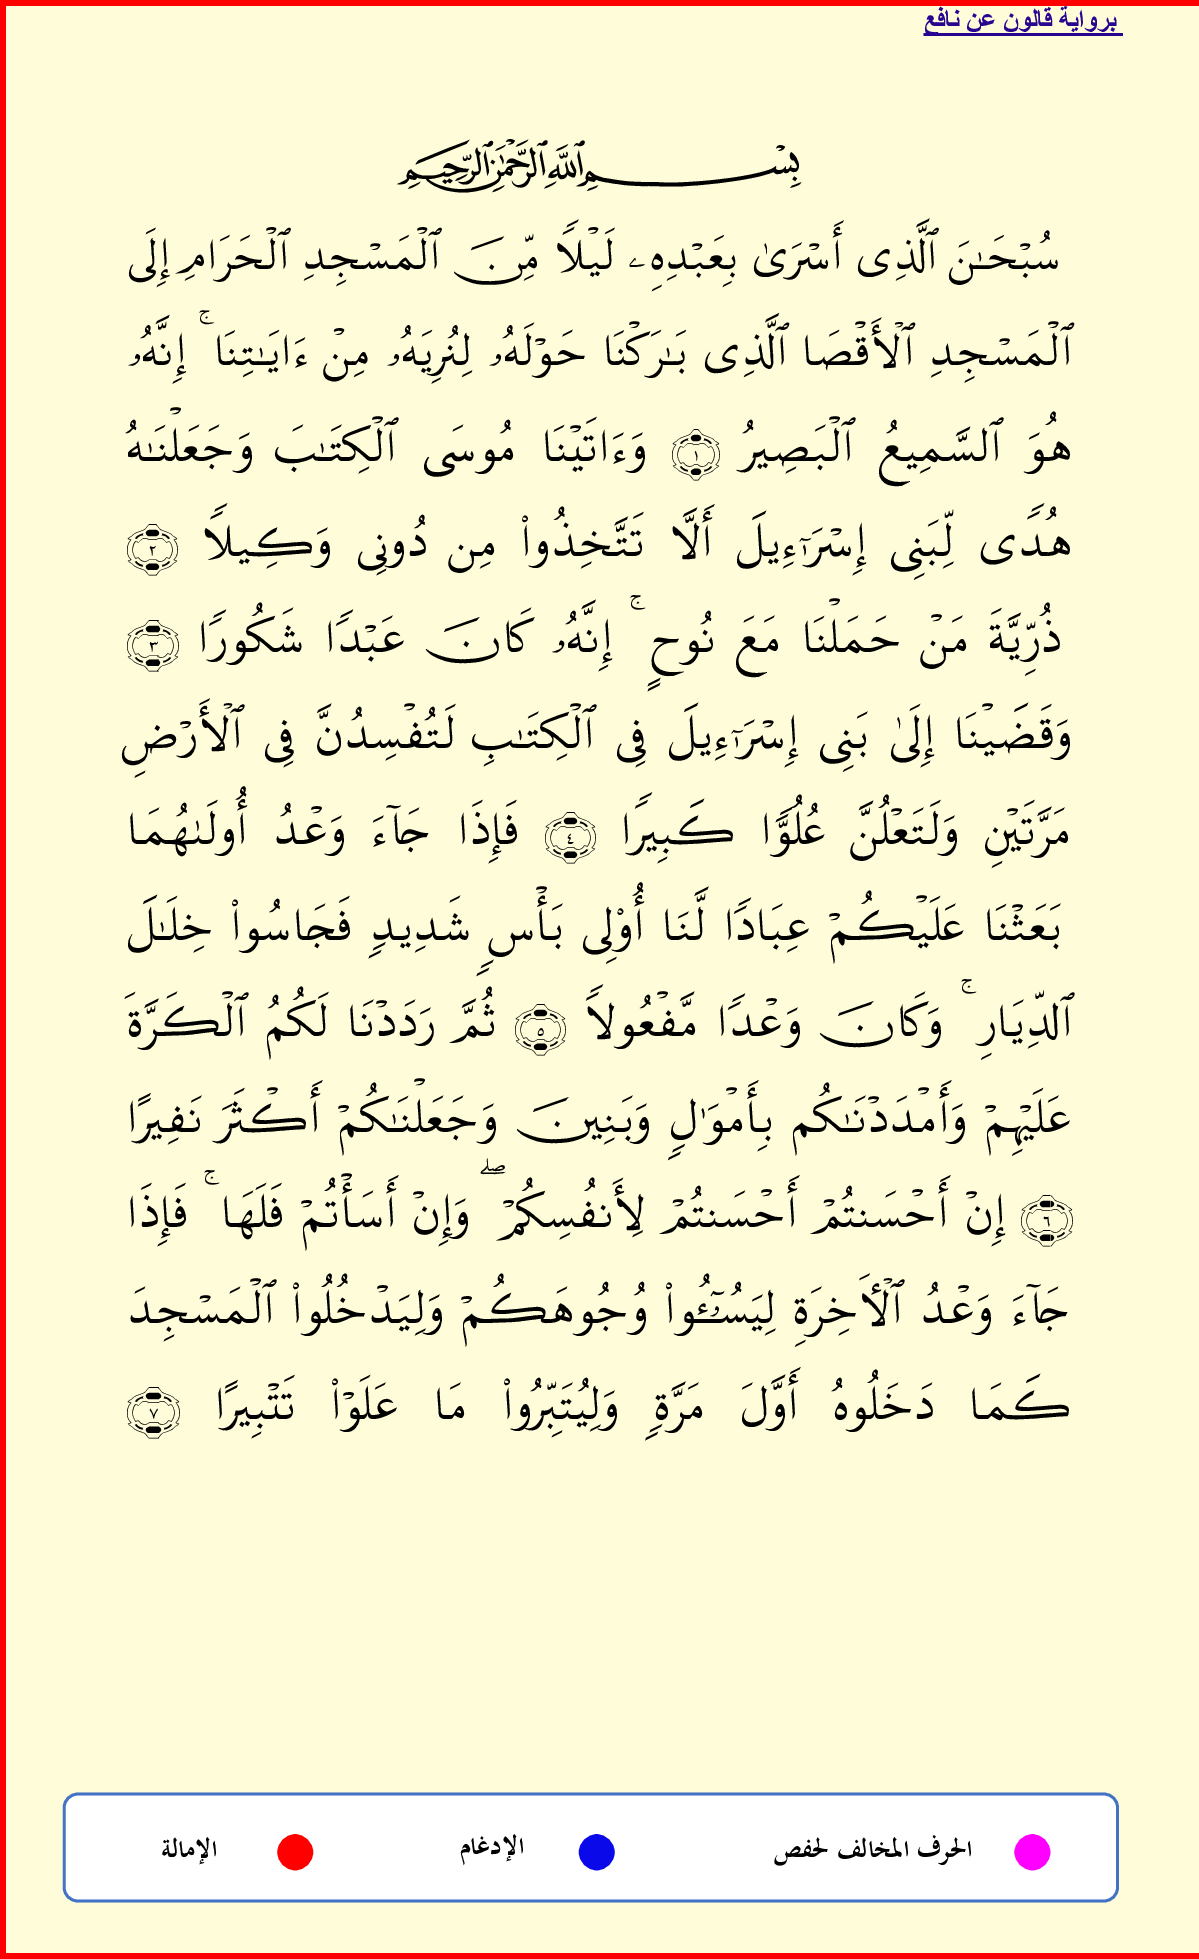 برواية قالون عن نافع
بِسْمِ ٱللَّهِ ٱلرَّحْمَٰنِ ٱلرَّحِيمِ
سُبْحَٰنَ ٱلَّذِى أَسْرَىٰ بِعَبْدِهِۦ لَيْلًا مِّنَ ٱلْمَسْجِدِ ٱلْحَرَامِ إِلَى
ٱلْمَسْجِدِ ٱلْأَقْصَا ٱلَّذِى بَٰرَكْنَا حَوْلَهُۥ لِنُرِيَهُۥ مِنْ ءَايَٰتِنَا ۚ إِنَّهُۥ
هُوَ ٱلسَّمِيعُ ٱلْبَصِيرُ ١ وَءَاتَيْنَا مُوسَى ٱلْكِتَٰبَ وَجَعَلْنَٰهُ
هُدًى لِّبَنِى إِسْرَٰٓءِيلَ أَلَّا تَتَّخِذُوا۟ مِن دُونِى وَكِيلًا ٢
ذُرِّيَّةَ مَنْ حَمَلْنَا مَعَ نُوحٍ ۚ إِنَّهُۥ كَانَ عَبْدًا شَكُورًا ٣
وَقَضَيْنَا إِلَىٰ بَنِى إِسْرَٰٓءِيلَ فِى ٱلْكِتَٰبِ لَتُفْسِدُنَّ فِى ٱلْأَرْضِ
مَرَّتَيْنِ وَلَتَعْلُنَّ عُلُوًّا كَبِيرًا ٤ فَإِذَا جَآءَ وَعْدُ أُولَىٰهُمَا
بَعَثْنَا عَلَيْكُمْ عِبَادًا لَّنَا أُوْلِى بَأْسٍ شَدِيدٍ فَجَاسُوا۟ خِلَٰلَ
ٱلدِّيَارِ ۚ وَكَانَ وَعْدًا مَّفْعُولًا ٥ ثُمَّ رَدَدْنَا لَكُمُ ٱلْكَرَّةَ
عَلَيْهِمْ وَأَمْدَدْنَٰكُم بِأَمْوَٰلٍ وَبَنِينَ وَجَعَلْنَٰكُمْ أَكْثَرَ نَفِيرًا
٦ إِنْ أَحْسَنتُمْ أَحْسَنتُمْ لِأَنفُسِكُمْ ۖ وَإِنْ أَسَأْتُمْ فَلَهَا ۚ فَإِذَا
جَآءَ وَعْدُ ٱلْأَخِرَةِ لِيَسُـُٔوا۟ وُجُوهَكُمْ وَلِيَدْخُلُوا۟ ٱلْمَسْجِدَ
كَمَا دَخَلُوهُ أَوَّلَ مَرَّةٍ وَلِيُتَبِّرُوا۟ مَا عَلَوْا۟ تَتْبِيرًا ٧
الحرف المخالف لحفص الإدغام الإمالة